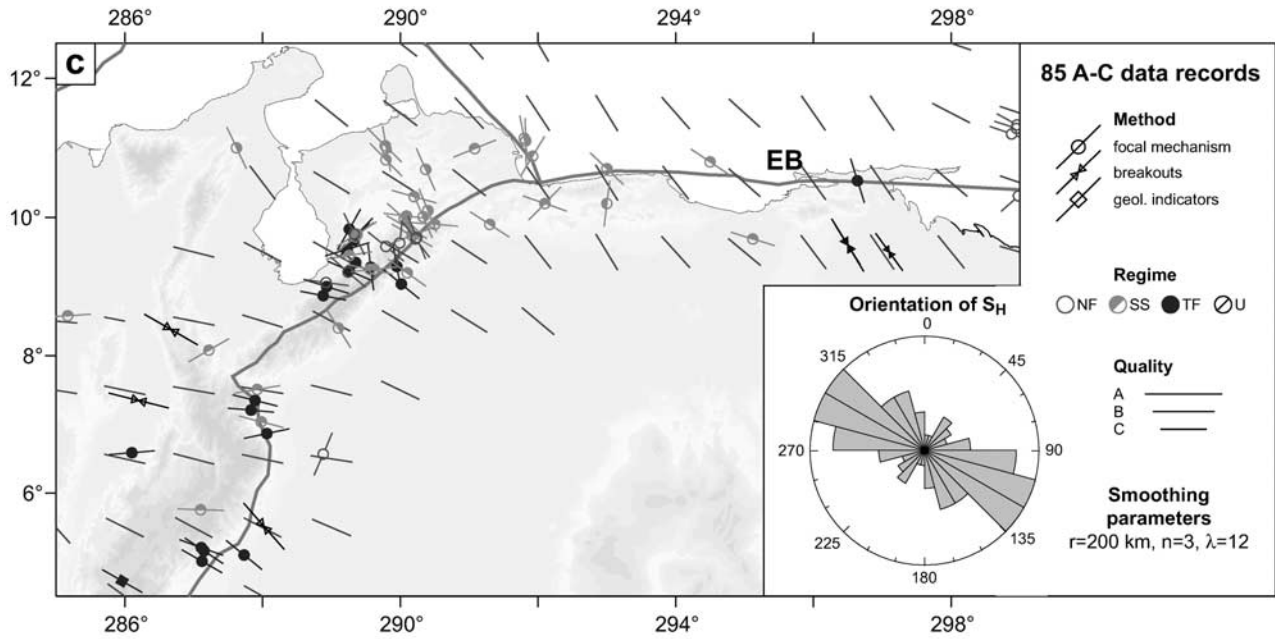 286° 290° 294° 298°
C
12°
10°
8°
6°
EB
85 A-C data records
Method
focal mechanism
breakouts
geol. indicators
Regime
NF SS TF U
Quality
A
B
C
Smoothing
parameters
r=200 km, n=3, λ=12
Orientation of SH
0
315 45
270 90
225 135
180
286° 290° 294° 298°